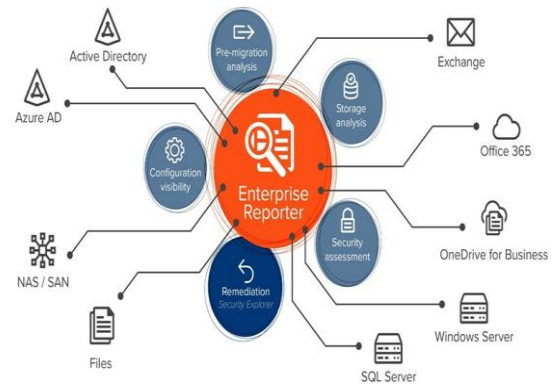 Active Directory
Azure AD
Pre-migration
analysis
Exchange
Storage
analysis
Office 365
Configuration
visibility
Enterprise
Reporter
Security
assessment
OneDrive for Business
NAS / SAN
Remediation
Security Explorer
Windows Server
Files
SQL Server